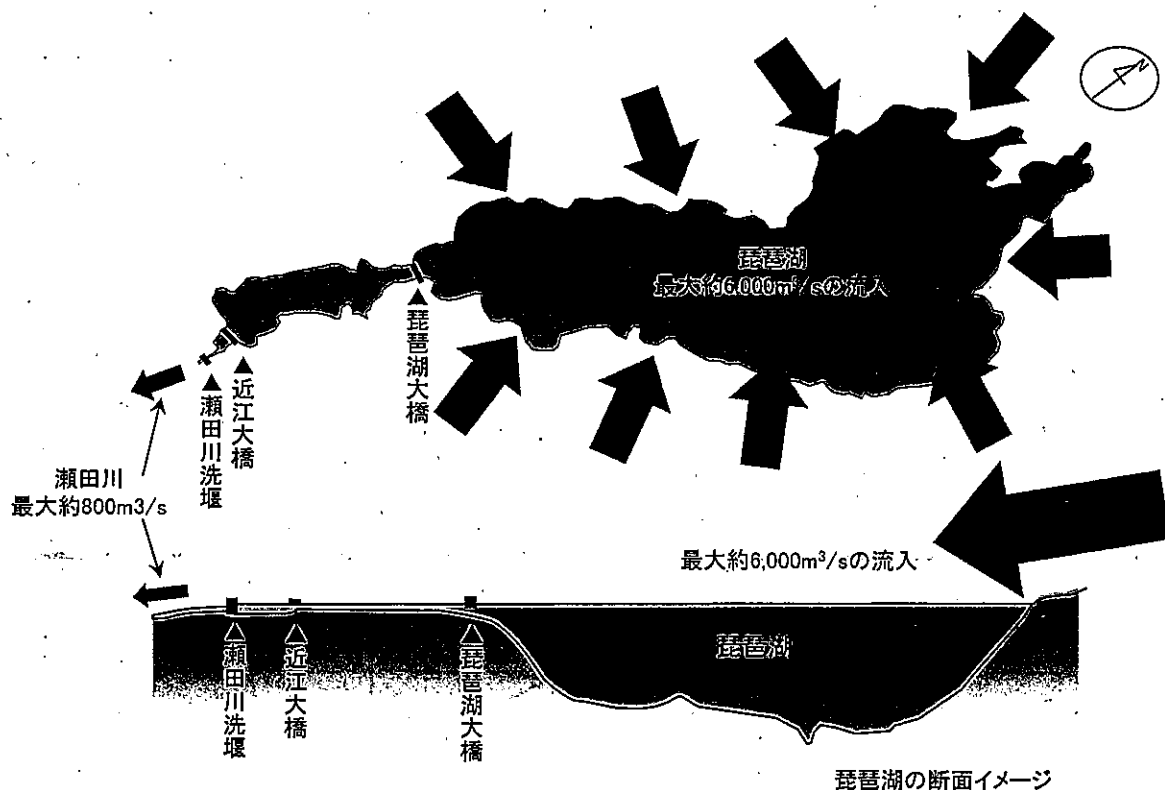 N
琵琶湖
最大約6,000m³/sの流入
▲琵琶湖大橋
▲近江大橋
▲瀬田川洗堰
瀬田川
最大約800m3/s
最大約6,000m³/sの流入
琵琶湖
△瀬田川洗堰
△近江大橋
△琵琶湖大橋
琵琶湖の断面イメージ